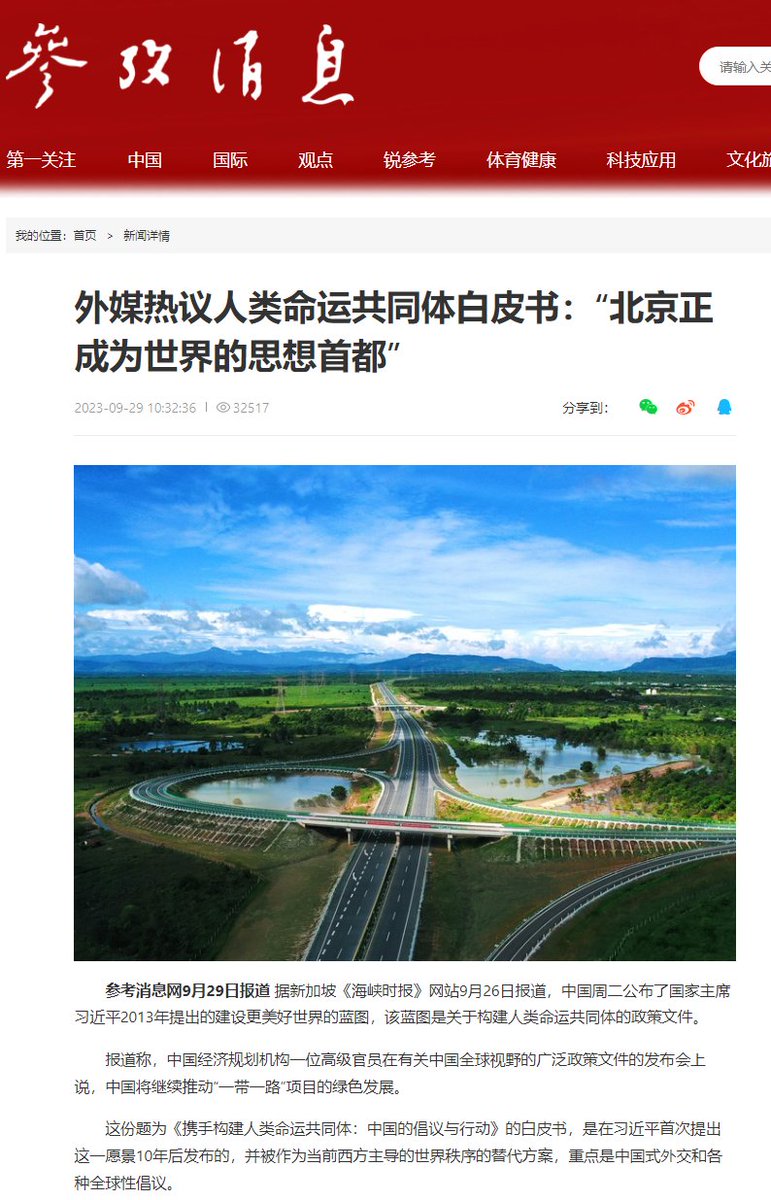 参考消息
请输入关
第一关注 中国 国际 观点 锐参考 体育健康 科技应用 文化旅
我的位置：首页 > 新闻详情
外媒热议人类命运共同体白皮书：“北京正
成为世界的思想首都”
2023-09-29 10:32:36 | 32517 分享到：
参考消息网9月29日报道 据新加坡《海峡时报》网站9月26日报道，中国周二公布了国家主席
习近平2013年提出的建设更美好世界的蓝图，该蓝图是关于构建人类命运共同体的政策文件。
报道称，中国经济规划机构一位高级官员在有关中国全球视野的广泛政策文件的发布会上
说，中国将继续推动“一带一路”项目的绿色发展。
这份题为《携手构建人类命运共同体：中国的倡议与行动》的白皮书，是在习近平首次提出
这一愿景10年后发布的，并被作为当前西方主导的世界秩序的替代方案，重点是中国式外交和各
种全球性倡议。